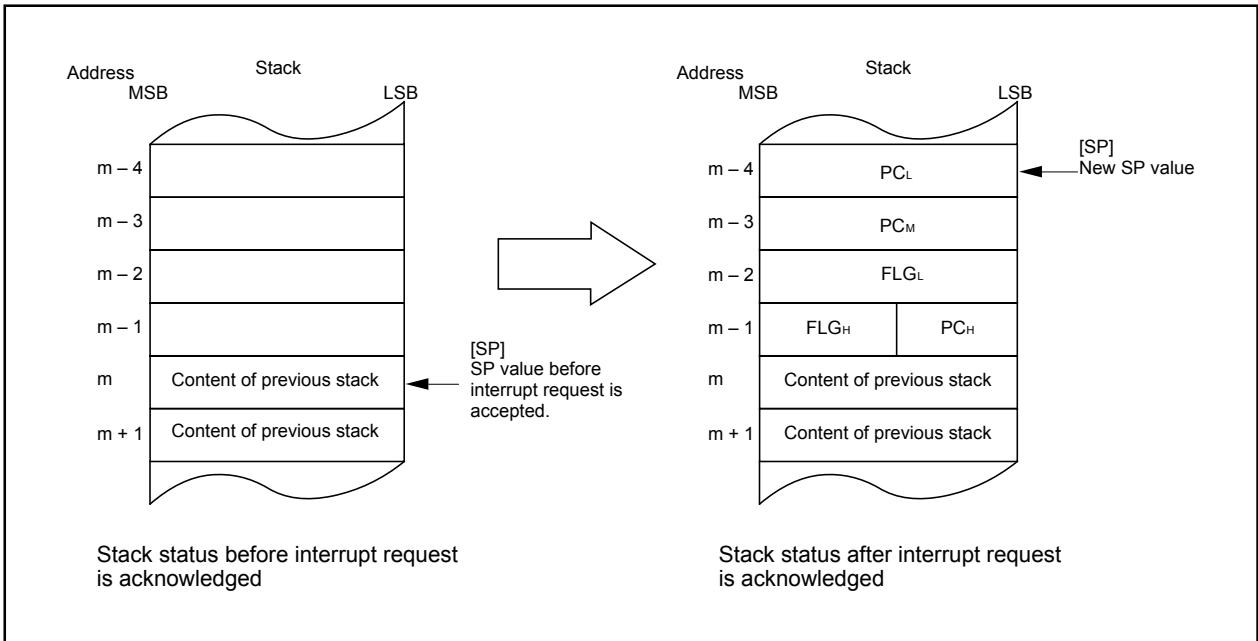 Address
Stack
MSB
LSB
m – 4
m – 3
m – 2
m – 1
m
Content of previous stack
m + 1
Content of previous stack
[SP]
SP value before
interrupt request is
accepted.
Stack status before interrupt request
is acknowledged
Address
Stack
MSB
LSB
m – 4
PCL
m – 3
PCM
m – 2
FLGL
m – 1
FLGH
PCH
m
Content of previous stack
m + 1
Content of previous stack
[SP]
New SP value
Stack status after interrupt request
is acknowledged